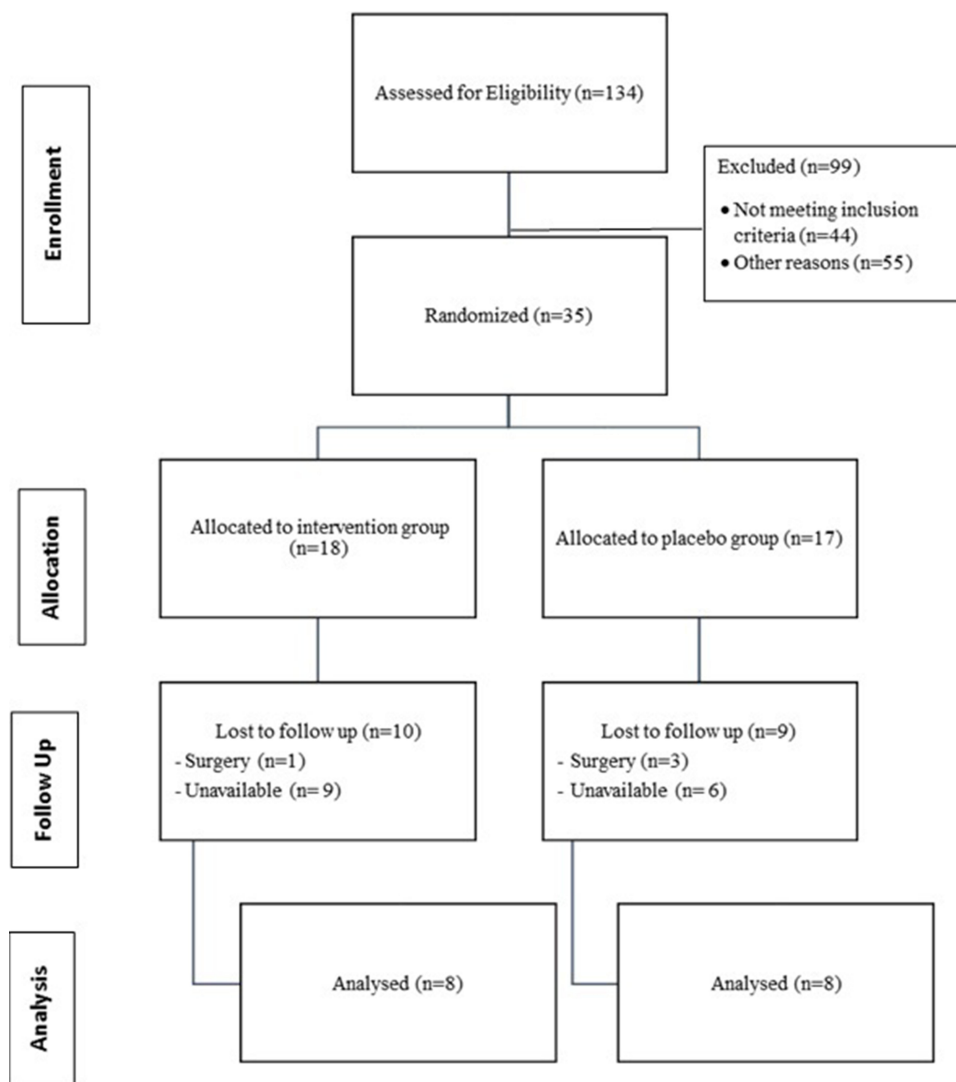 Enrollment
Assessed for Eligibility (n=134)
Excluded (n=99)
• Not meeting inclusion
criteria (n=44)
• Other reasons (n=55)
Randomized (n=35)
Allocation
Allocated to intervention group
(n=18)
Allocated to placebo group (n=17)
Follow Up
Lost to follow up (n=10)
- Surgery (n=1)
- Unavailable (n= 9)
Lost to follow up (n=9)
- Surgery (n=3)
- Unavailable (n= 6)
Analysis
Analysed (n=8)
Analysed (n=8)